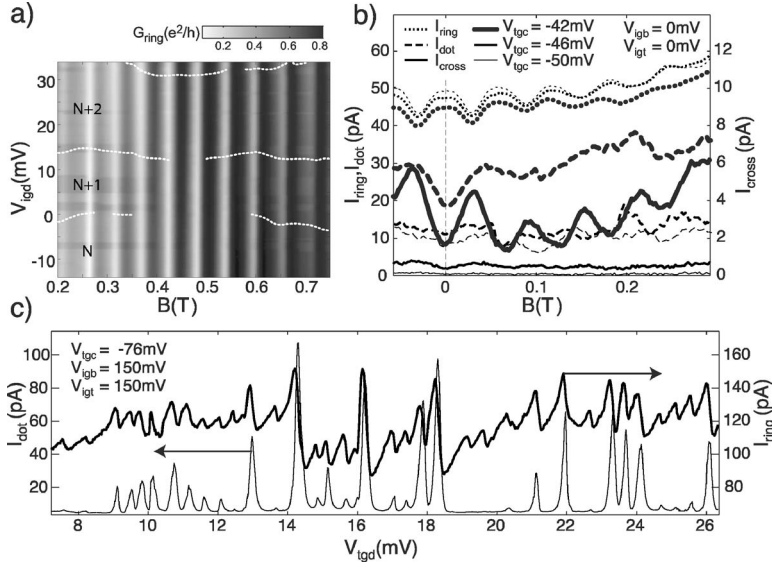 a)
G_ring(e²/h)
0.2 0.4 0.6 0.8
V_igd(mV)
30
20
10
0
-10
N+2
N+1
N
0.2 0.3 0.4 0.5 0.6 0.7
B(T)
b)
I_ring V_tgc= -42mV V_igb= 0mV
I_dot V_tgc= -46mV V_igt= 0mV
I_cross V_tgc= -50mV
I_ring,I_dot (pA)
60
50
40
30
20
10
0
12
10
8
6
4
2
0
I_cross (pA)
0 0.1 0.2
B(T)
c)
V_tgc= -76mV
V_igb= 150mV
V_igt= 150mV
I_dot (pA)
100
80
60
40
20
160
140
120
100
80
I_ring (pA)
8 10 12 14 16 18 20 22 24 26
V_tgd(mV)